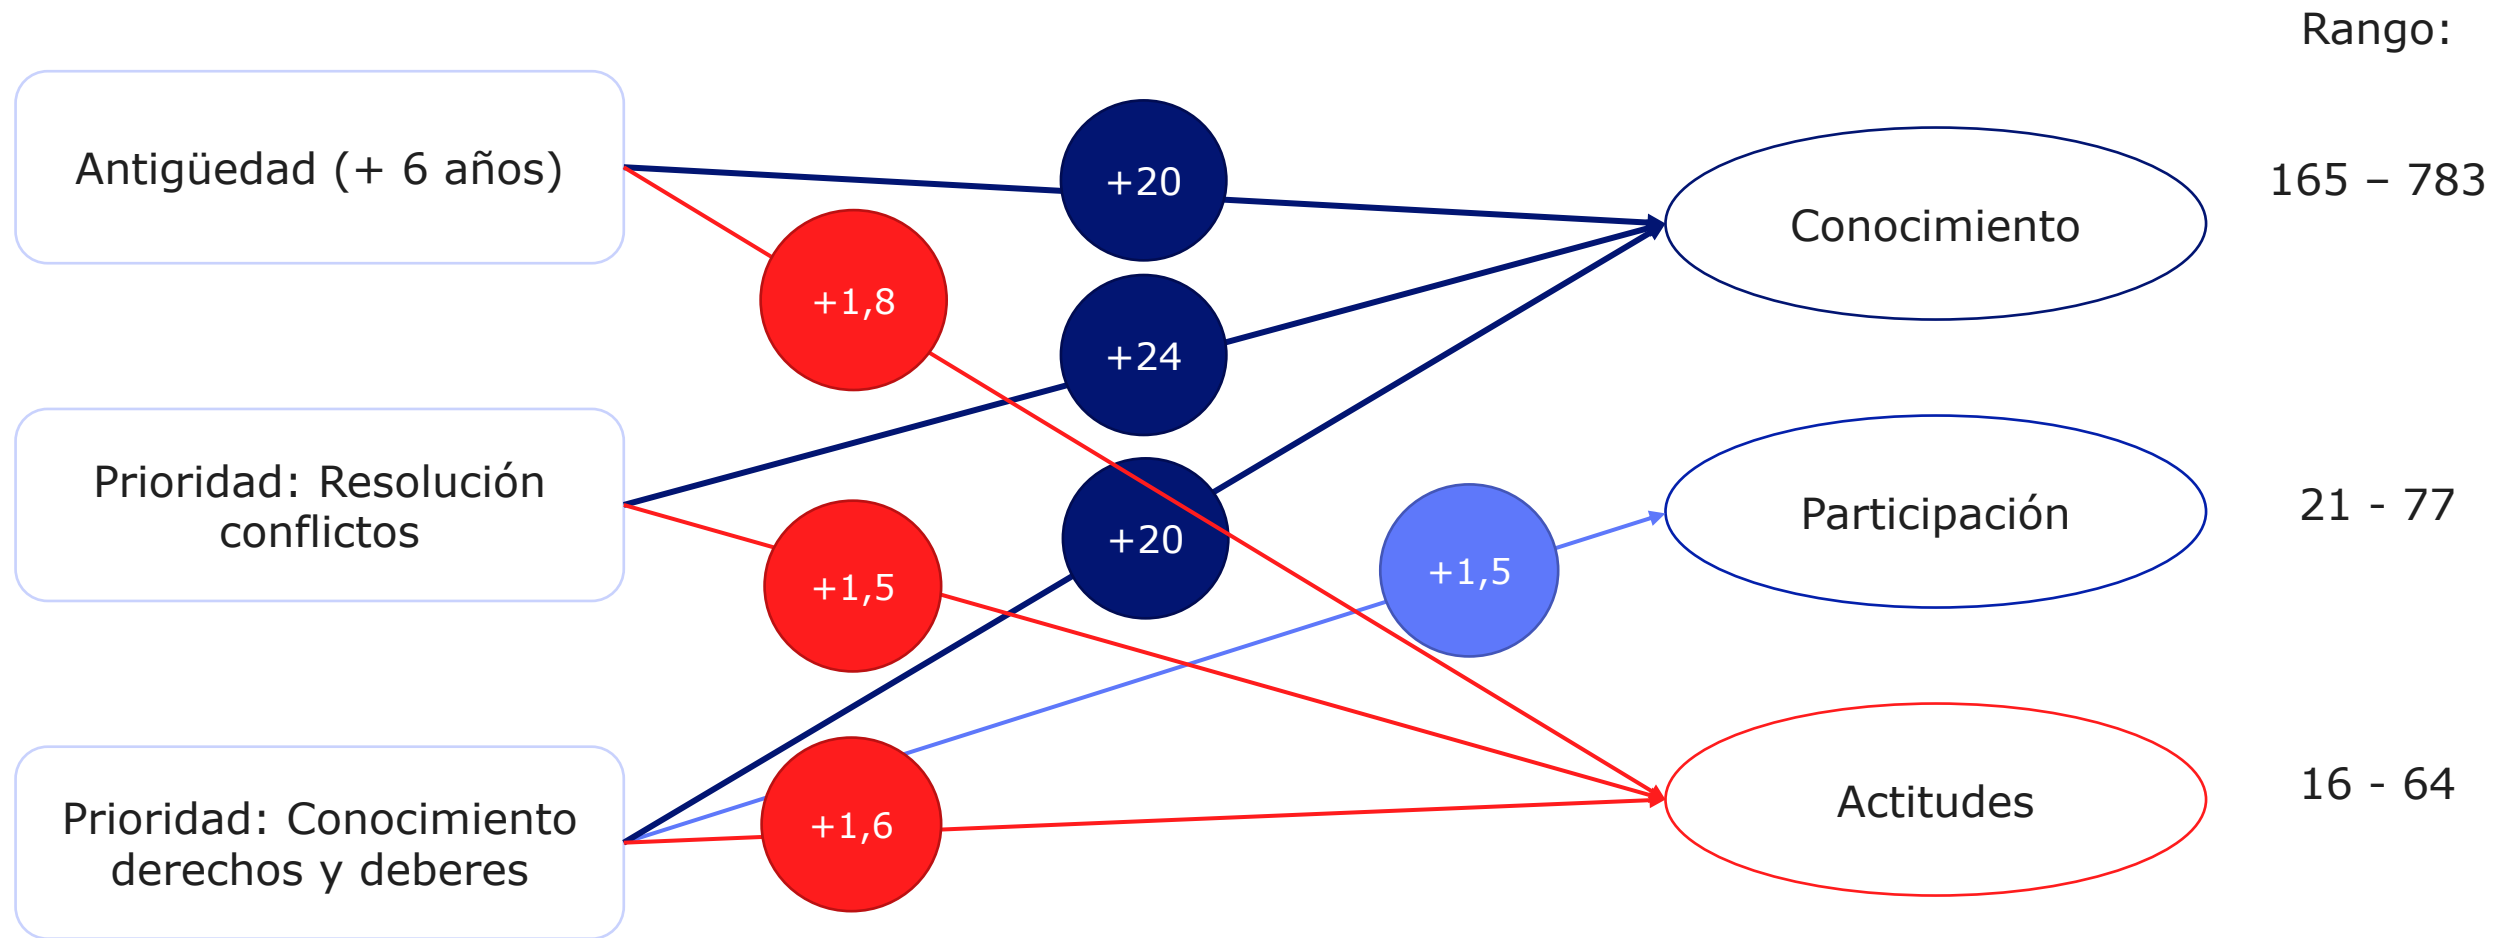 Rango:
Antigüedad (+ 6 años)
+20
165 – 783
Conocimiento
+1,8
+24
Prioridad: Resolución
conflictos
+20
+1,5
+1,5
Participación
21 - 77
Prioridad: Conocimiento
derechos y deberes
+1,6
Actitudes
16 - 64